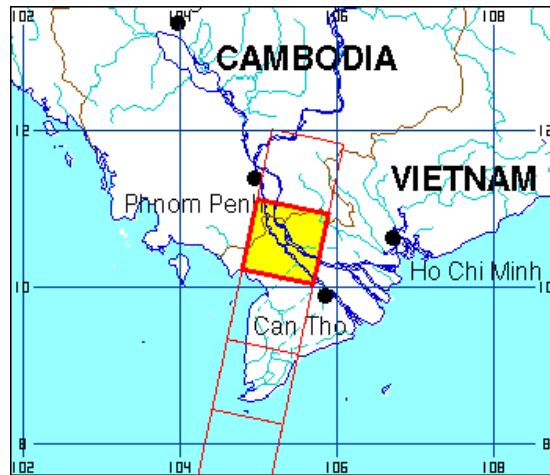 102 104 106 108
CAMBODIA
12 12
VIETNAM
Phnom Penh
Ho Chi Minh
10 10
Can Tho
8 8
102 104 106 108